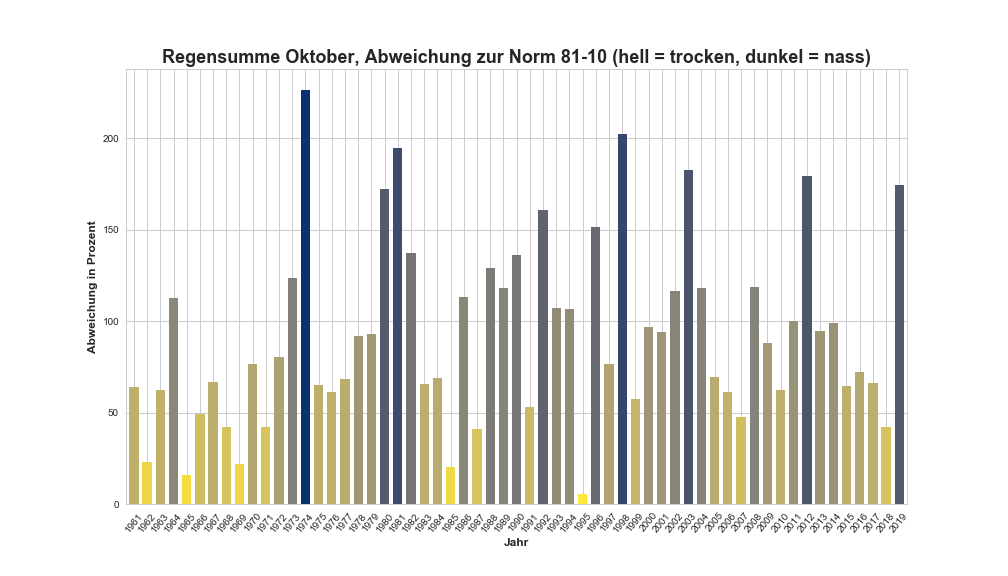 Regensumme Oktober, Abweichung zur Norm 81-10 (hell = trocken, dunkel = nass)
Abweichung in Prozent
200
150
100
50
0
1961 1962 1963 1964 1965 1966 1967 1968 1969 1970 1971 1972 1973 1974 1975 1976 1977 1978 1979 1980 1981 1982 1983 1984 1985 1986 1987 1988 1989 1990 1991 1992 1993 1994 1995 1996 1997 1998 1999 2000 2001 2002 2003 2004 2005 2006 2007 2008 2009 2010 2011 2012 2013 2014 2015 2016 2017 2018 2019
Jahr